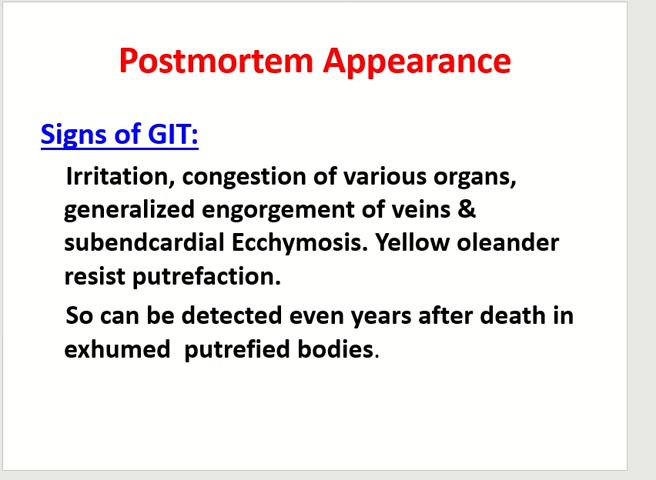 Postmortem Appearance
Signs of GIT:
Irritation, congestion of various organs,
generalized engorgement of veins &
subendcardial Ecchymosis. Yellow oleander
resist putrefaction.
So can be detected even years after death in
exhumed  putrefied bodies.